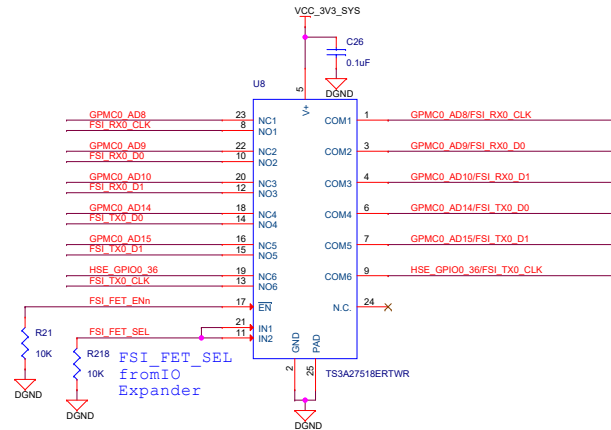 VCC_3V3_SYS
C26
0.1uF
DGND
U8
5
V+
GPMC0_AD8 23 NC1 COM1 1 GPMC0_AD8/FSI_RX0_CLK
FSI_RX0_CLK 8 NO1
GPMC0_AD9 22 NC2 COM2 3 GPMC0_AD9/FSI_RX0_D0
FSI_RX0_D0 10 NO2
GPMC0_AD10 20 NC3 COM3 4 GPMC0_AD10/FSI_RX0_D1
FSI_RX0_D1 12 NO3
GPMC0_AD14 18 NC4 COM4 6 GPMC0_AD14/FSI_TX0_D0
FSI_TX0_D0 14 NO4
GPMC0_AD15 16 NC5 COM5 7 GPMC0_AD15/FSI_TX0_D1
FSI_TX0_D1 15 NO5
HSE_GPIO0_36 19 NC6 COM6 9 HSE_GPIO0_36/FSI_TX0_CLK
FSI_TX0_CLK 13 NO6
FSI_FET_ENn 17 EN N.C. 24
21 IN1
FSI_FET_SEL 11 IN2
R21
10K
DGND
R218
10K
DGND
FSI_FET_SEL
fromIO
Expander
GND PAD
2 25
TS3A27518ERTWR
DGND